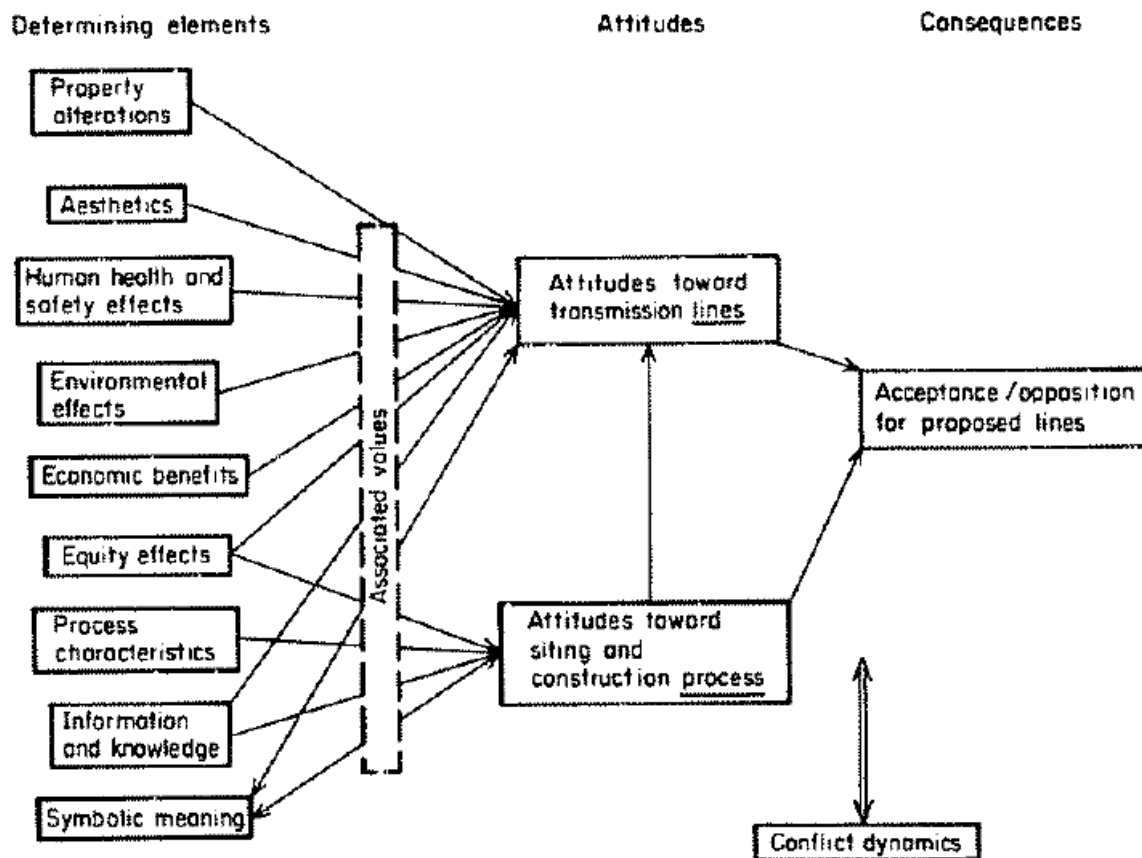 Determining elements
Attitudes
Consequences
Property
alterations
Aesthetics
Human health and
safety effects
Environmental
effects
Economic benefits
Equity effects
Process
characteristics
Information
and knowledge
Symbolic meaning
Associated values
Attitudes toward
transmission lines
Attitudes toward
siting and
construction process
Acceptance/opposition
for proposed lines
Conflict dynamics